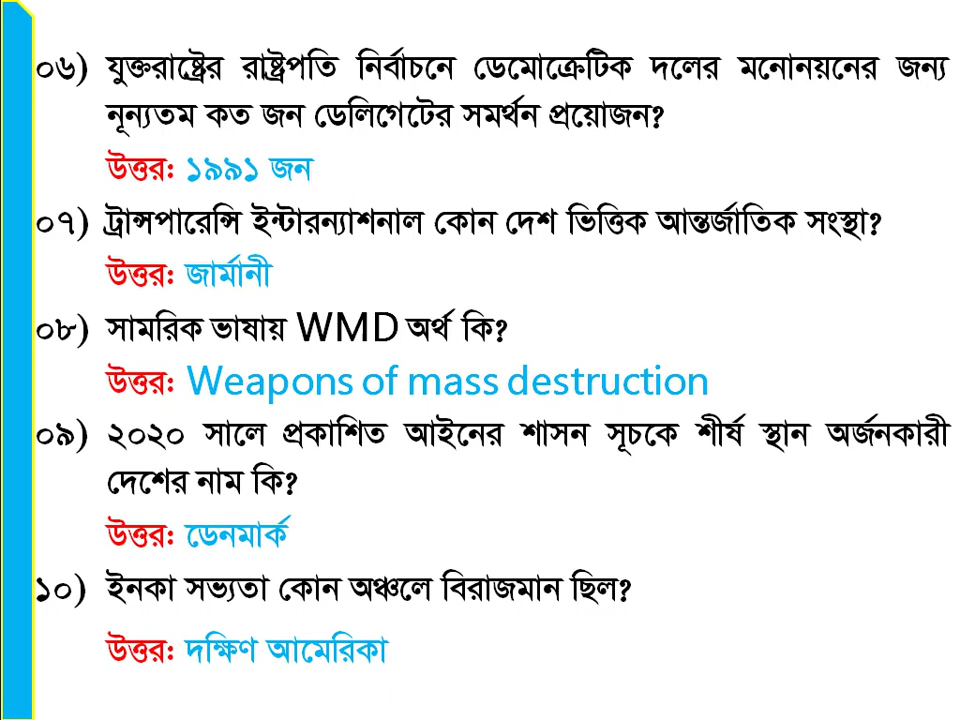 ০৬) যুক্তরাষ্ট্রের রাষ্ট্রপতি নির্বাচনে ডেমোক্রেটিক দলের মনোনয়নের জন্য
নূন্যতম কত জন ডেলিগেটের সমর্থন প্রয়োজন?
উত্তর: ১৯৯১ জন
০৭) ট্রান্সপারেন্সি ইন্টারন্যাশনাল কোন দেশ ভিত্তিক আন্তর্জাতিক সংস্থা?
উত্তর: জার্মানী
০৮) সামরিক ভাষায় WMD অর্থ কি?
উত্তর: Weapons of mass destruction
০৯) ২০২০ সালে প্রকাশিত আইনের শাসন সূচকে শীর্ষ স্থান অর্জনকারী
দেশের নাম কি?
উত্তর: ডেনমার্ক
১০) ইনকা সভ্যতা কোন অঞ্চলে বিরাজমান ছিল?
উত্তর: দক্ষিণ আমেরিকা